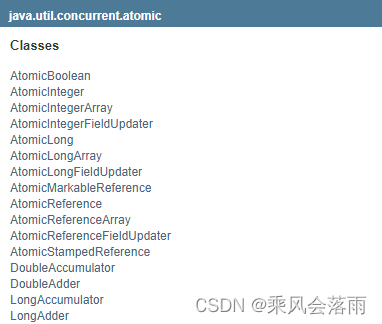 java.util.concurrent.atomic
Classes
AtomicBoolean
AtomicInteger
AtomicIntegerArray
AtomicIntegerFieldUpdater
AtomicLong
AtomicLongArray
AtomicLongFieldUpdater
AtomicMarkableReference
AtomicReference
AtomicReferenceArray
AtomicReferenceFieldUpdater
AtomicStampedReference
DoubleAccumulator
DoubleAdder
LongAccumulator
LongAdder
CSDN @乘风会落雨